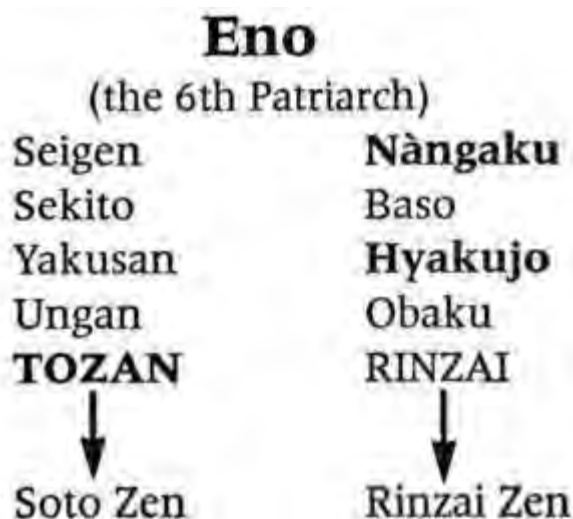 Eno
(the 6th Patriarch)
Seigen Nàngaku
Sekito Baso
Yakusan Hyakujo
Ungan Obaku
TOZAN RINZAI
Soto Zen Rinzai Zen